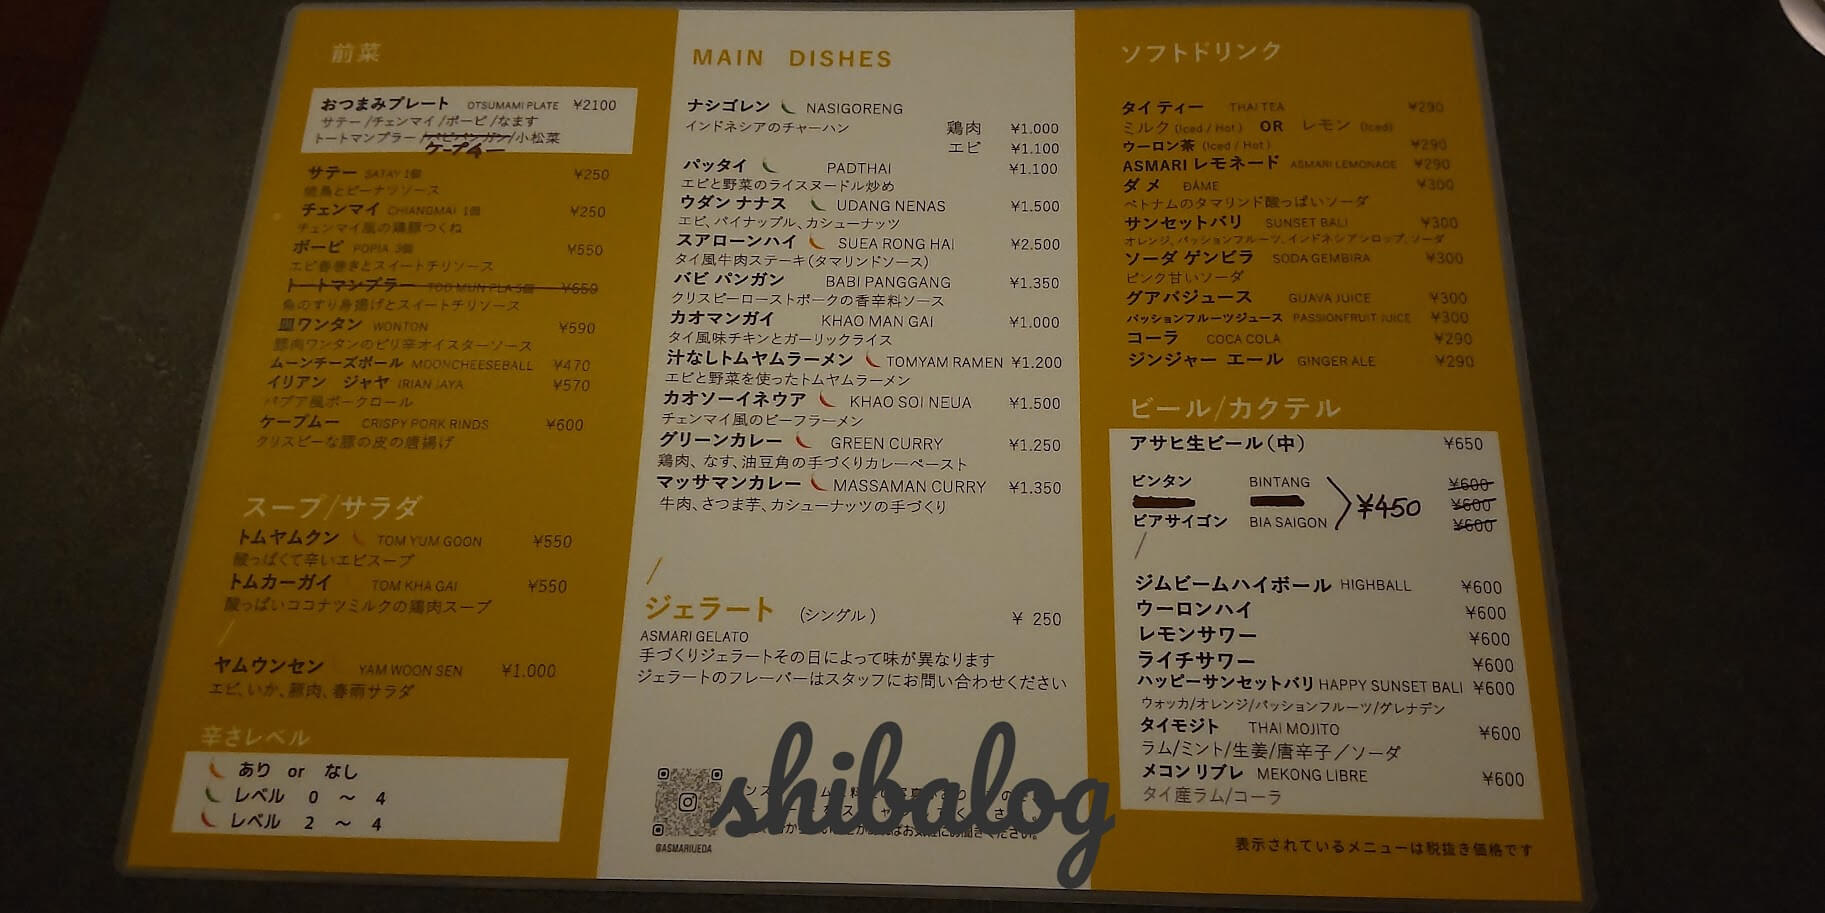 前菜
おつまみプレート OTSUMAMI PLATE ¥2100
サテー/チェンマイ/ポーピ/なます
トートマンプラー/バビパンガン/小松菜
ケープムー
サテー SATAY 1個 ¥250
焼鳥とピーナツソース
チェンマイ CHIANGMAI 1個 ¥250
チェンマイ風の鶏豚つくね
ポーピ POPIA 3個 ¥550
エビ春巻きとスイートチリソース
トートマンプラー TOD MUN PLA 5個 ¥550
魚のすり身揚げとスイートチリソース
皿ワンタン WONTON ¥590
豚肉ワンタンのピリ辛オイスターソース
ムーンチーズボール MOONCHEESEBALL ¥470
イリアン ジャヤ IRIAN JAYA ¥570
パプア風ポークロール
ケープムー CRISPY PORK RINDS ¥600
クリスピーな豚の皮の唐揚げ
スープ/サラダ
トムヤムクン TOM YUM GOON ¥550
酸っぱくて辛いエビスープ
トムカーガイ TOM KHA GAI ¥550
酸っぱいココナツミルクの鶏肉スープ
/
ヤムウンセン YAM WOON SEN ¥1.000
エビ、いか、豚肉、春雨サラダ
辛さレベル
あり or なし
レベル 0 ～ 4
レベル 2 ～ 4
MAIN DISHES
ナシゴレン NASIGORENG
インドネシアのチャーハン 鶏肉 ¥1.000
エビ ¥1.100
パッタイ PADTHAI ¥1.100
エビと野菜のライスヌードル炒め
ウダン ナナス UDANG NENAS ¥1.500
エビ、パイナップル、カシューナッツ
スアローンハイ SUEA RONG HAI ¥2.500
タイ風牛肉ステーキ(タマリンドソース)
バビ パンガン BABI PANGGANG ¥1.350
クリスピーローストポークの香辛料ソース
カオマンガイ KHAO MAN GAI ¥1.000
タイ風味チキンとガーリックライス
汁なしトムヤムラーメン TOMYAM RAMEN ¥1.200
エビと野菜を使ったトムヤムラーメン
カオソーイネウア KHAO SOI NEUA ¥1.500
チェンマイ風のビーフラーメン
グリーンカレー GREEN CURRY ¥1.250
鶏肉、なす、油豆角の手づくりカレーペースト
マッサマンカレー MASSAMAN CURRY ¥1.350
牛肉、さつま芋、カシューナッツの手づくり
/
ジェラート (シングル) ¥ 250
ASMARI GELATO
手づくりジェラートその日によって味が異なります
ジェラートのフレーバーはスタッフにお問い合わせください
@ASMARIUEDA
shibalog
ソフトドリンク
タイ ティー THAI TEA ¥290
ミルク (Iced / Hot) OR レモン (Iced)
ウーロン茶 (Iced / Hot) ¥290
ASMARI レモネード ASMARI LEMONADE ¥290
ダ メ ĐÁME ¥300
ベトナムのタマリンド酸っぱいソーダ
サンセットバリ SUNSET BALI ¥300
オレンジ、パッションフルーツ、インドネシアシロップ、ソーダ
ソーダ ゲンビラ SODA GEMBIRA ¥300
ピンク甘いソーダ
グアバジュース GUAVA JUICE ¥300
パッションフルーツジュース PASSIONFRUIT JUICE ¥300
コーラ COCA COLA ¥290
ジンジャー エール GINGER ALE ¥290
ビール/カクテル
アサヒ生ビール(中) ¥650
ビンタン BINTANG ¥600
¥450 ¥600
ビアサイゴン BIA SAIGON ¥600
/
ジムビームハイボール HIGHBALL ¥600
ウーロンハイ ¥600
レモンサワー ¥600
ライチサワー ¥600
ハッピーサンセットバリ HAPPY SUNSET BALI ¥600
ウォッカ/オレンジ/パッションフルーツ/グレナデン
タイモジト THAI MOJITO ¥600
ラム/ミント/生姜/唐辛子/ソーダ
メコン リブレ MEKONG LIBRE ¥600
タイ産ラム/コーラ
表示されているメニューは税抜き価格です